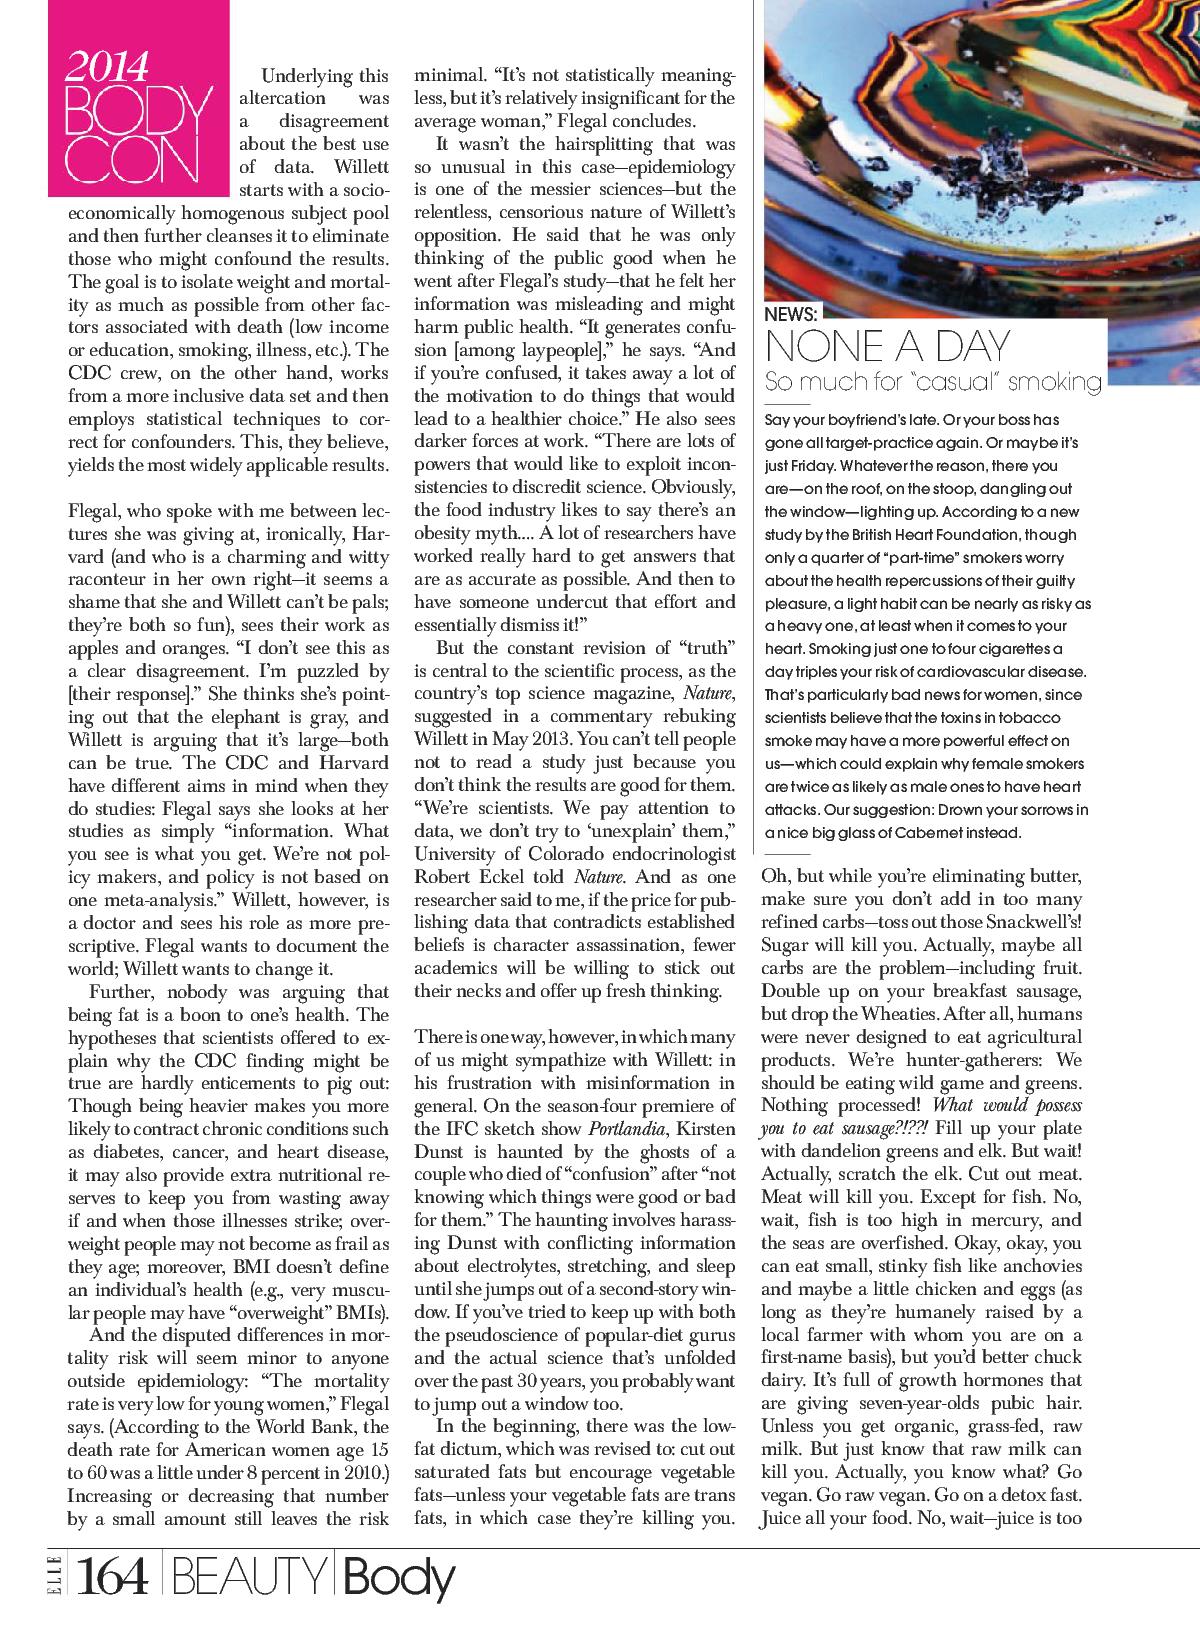 2014
BODY
CON
Underlying this
altercation was
a disagreement
about the best use
of data. Willett
starts with a socio-
economically homogenous subject pool
and then further cleanses it to eliminate
those who might confound the results.
The goal is to isolate weight and mortal-
ity as much as possible from other fac-
tors associated with death (low income
or education, smoking, illness, etc.). The
CDC crew, on the other hand, works
from a more inclusive data set and then
employs statistical techniques to cor-
rect for confounders. This, they believe,
yields the most widely applicable results.
Flegal, who spoke with me between lec-
tures she was giving at, ironically, Har-
vard (and who is a charming and witty
raconteur in her own right—it seems a
shame that she and Willett can't be pals;
they're both so fun), sees their work as
apples and oranges. “I don't see this as
a clear disagreement. I'm puzzled by
[their response].” She thinks she's point-
ing out that the elephant is gray, and
Willett is arguing that it's large—both
can be true. The CDC and Harvard
have different aims in mind when they
do studies: Flegal says she looks at her
studies as simply “information. What
you see is what you get. We're not pol-
icy makers, and policy is not based on
one meta-analysis.” Willett, however, is
a doctor and sees his role as more pre-
scriptive. Flegal wants to document the
world; Willett wants to change it.
Further, nobody was arguing that
being fat is a boon to one's health. The
hypotheses that scientists offered to ex-
plain why the CDC finding might be
true are hardly enticements to pig out:
Though being heavier makes you more
likely to contract chronic conditions such
as diabetes, cancer, and heart disease,
it may also provide extra nutritional re-
serves to keep you from wasting away
if and when those illnesses strike; over-
weight people may not become as frail as
they age; moreover, BMI doesn't define
an individual's health (e.g., very muscu-
lar people may have “overweight” BMIs).
And the disputed differences in mor-
tality risk will seem minor to anyone
outside epidemiology: “The mortality
rate is very low for young women,” Flegal
says. (According to the World Bank, the
death rate for American women age 15
to 60 was a little under 8 percent in 2010.)
Increasing or decreasing that number
by a small amount still leaves the risk
minimal. “It's not statistically meaning-
less, but it's relatively insignificant for the
average woman,” Flegal concludes.
It wasn't the hairsplitting that was
so unusual in this case—epidemiology
is one of the messier sciences—but the
relentless, censorious nature of Willett's
opposition. He said that he was only
thinking of the public good when he
went after Flegal's study—that he felt her
information was misleading and might
harm public health. “It generates confu-
sion [among laypeople],” he says. “And
if you're confused, it takes away a lot of
the motivation to do things that would
lead to a healthier choice.” He also sees
darker forces at work. “There are lots of
powers that would like to exploit incon-
sistencies to discredit science. Obviously,
the food industry likes to say there's an
obesity myth.... A lot of researchers have
worked really hard to get answers that
are as accurate as possible. And then to
have someone undercut that effort and
essentially dismiss it!”
But the constant revision of “truth”
is central to the scientific process, as the
country's top science magazine, Nature,
suggested in a commentary rebuking
Willett in May 2013. You can't tell people
not to read a study just because you
don't think the results are good for them.
“We're scientists. We pay attention to
data, we don't try to ‘unexplain’ them,”
University of Colorado endocrinologist
Robert Eckel told Nature. And as one
researcher said to me, if the price for pub-
lishing data that contradicts established
beliefs is character assassination, fewer
academics will be willing to stick out
their necks and offer up fresh thinking.
There is one way, however, in which many
of us might sympathize with Willett: in
his frustration with misinformation in
general. On the season-four premiere of
the IFC sketch show Portlandia, Kirsten
Dunst is haunted by the ghosts of a
couple who died of “confusion” after “not
knowing which things were good or bad
for them.” The haunting involves harass-
ing Dunst with conflicting information
about electrolytes, stretching, and sleep
until she jumps out of a second-story win-
dow. If you've tried to keep up with both
the pseudoscience of popular-diet gurus
and the actual science that's unfolded
over the past 30 years, you probably want
to jump out a window too.
In the beginning, there was the low-
fat dictum, which was revised to: cut out
saturated fats but encourage vegetable
fats—unless your vegetable fats are trans
fats, in which case they're killing you.
NEWS:
NONE A DAY
So much for “casual” smoking
Say your boyfriend's late. Or your boss has
gone all target-practice again. Or maybe it's
just Friday. Whatever the reason, there you
are—on the roof, on the stoop, dangling out
the window—lighting up. According to a new
study by the British Heart Foundation, though
only a quarter of “part-time” smokers worry
about the health repercussions of their guilty
pleasure, a light habit can be nearly as risky as
a heavy one, at least when it comes to your
heart. Smoking just one to four cigarettes a
day triples your risk of cardiovascular disease.
That's particularly bad news for women, since
scientists believe that the toxins in tobacco
smoke may have a more powerful effect on
us—which could explain why female smokers
are twice as likely as male ones to have heart
attacks. Our suggestion: Drown your sorrows in
a nice big glass of Cabernet instead.
Oh, but while you're eliminating butter,
make sure you don't add in too many
refined carbs—toss out those Snackwell's!
Sugar will kill you. Actually, maybe all
carbs are the problem—including fruit.
Double up on your breakfast sausage,
but drop the Wheaties. After all, humans
were never designed to eat agricultural
products. We're hunter-gatherers: We
should be eating wild game and greens.
Nothing processed! What would possess
you to eat sausage?!??! Fill up your plate
with dandelion greens and elk. But wait!
Actually, scratch the elk. Cut out meat.
Meat will kill you. Except for fish. No,
wait, fish is too high in mercury, and
the seas are overfished. Okay, okay, you
can eat small, stinky fish like anchovies
and maybe a little chicken and eggs (as
long as they're humanely raised by a
local farmer with whom you are on a
first-name basis), but you'd better chuck
dairy. It's full of growth hormones that
are giving seven-year-olds pubic hair.
Unless you get organic, grass-fed, raw
milk. But just know that raw milk can
kill you. Actually, you know what? Go
vegan. Go raw vegan. Go on a detox fast.
Juice all your food. No, wait—juice is too
ELLE 164 BEAUTY Body